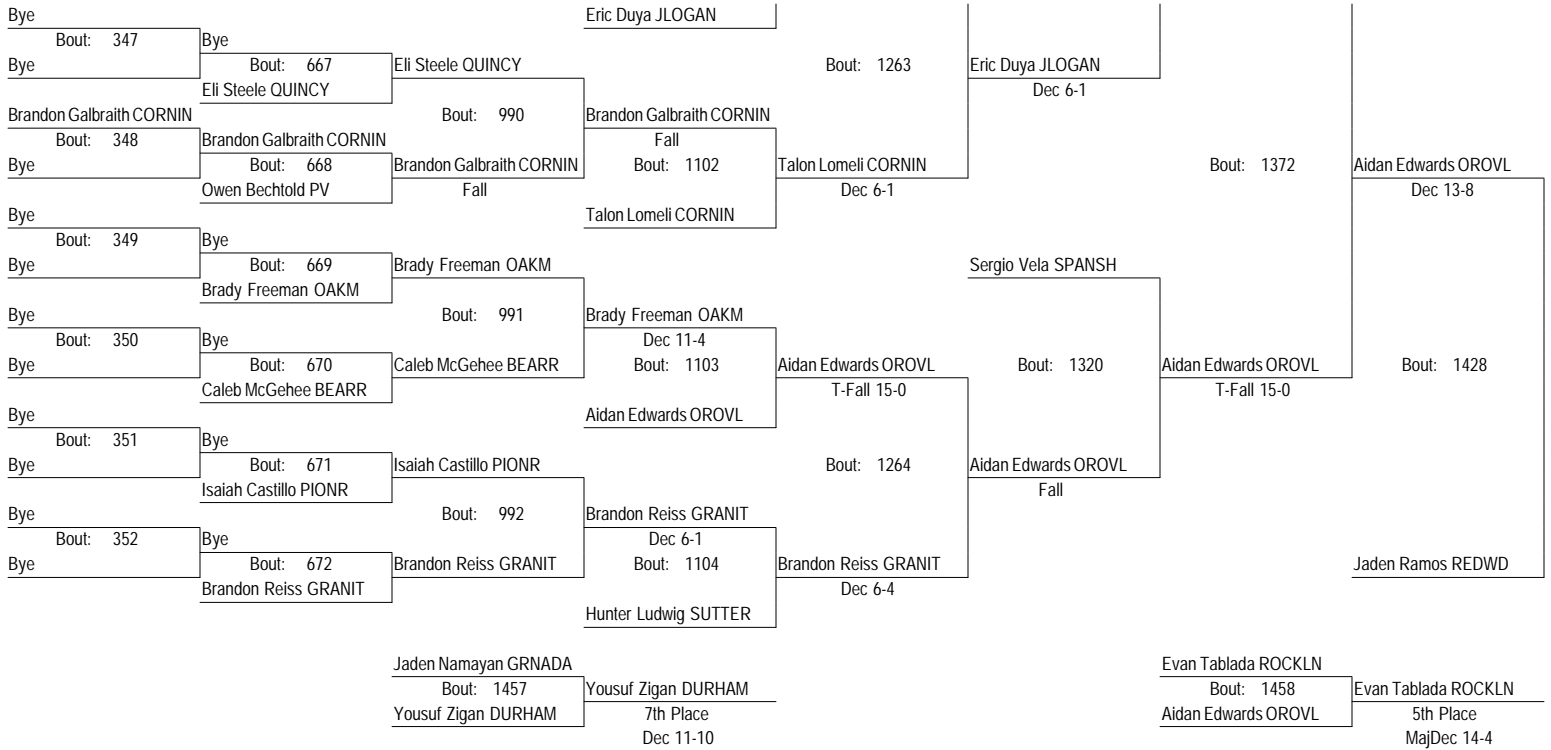 Bye
Bout: 347
Bye
Brandon Galbraith CORNIN
Bout: 348
Bye
Bye
Bout: 349
Bye
Bye
Bout: 350
Bye
Bye
Bout: 351
Bye
Bye
Bout: 352
Bye
Bye
Bout: 667
Eli Steele QUINCY
Brandon Galbraith CORNIN
Bout: 668
Owen Bechtold PV
Bye
Bout: 669
Brady Freeman OAKM
Bye
Bout: 670
Caleb McGehee BEARR
Bye
Bout: 671
Isaiah Castillo PIONR
Bye
Bout: 672
Brandon Reiss GRANIT
Eli Steele QUINCY
Bout: 990
Brandon Galbraith CORNIN
Fall
Brady Freeman OAKM
Bout: 991
Caleb McGehee BEARR
Isaiah Castillo PIONR
Bout: 992
Brandon Reiss GRANIT
Eric Duya JLOGAN
Brandon Galbraith CORNIN
Fall
Bout: 1102
Talon Lomeli CORNIN
Brady Freeman OAKM
Dec 11-4
Bout: 1103
Aidan Edwards OROVL
Brandon Reiss GRANIT
Dec 6-1
Bout: 1104
Hunter Ludwig SUTTER
Bout: 1263
Talon Lomeli CORNIN
Dec 6-1
Aidan Edwards OROVL
T-Fall 15-0
Bout: 1264
Brandon Reiss GRANIT
Dec 6-4
Eric Duya JLOGAN
Dec 6-1
Sergio Vela SPANSH
Bout: 1320
Aidan Edwards OROVL
Fall
Bout: 1372
Aidan Edwards OROVL
T-Fall 15-0
Aidan Edwards OROVL
Dec 13-8
Bout: 1428
Jaden Ramos REDWD
Jaden Namayan GRNADA
Bout: 1457
Yousuf Zigan DURHAM
Yousuf Zigan DURHAM
7th Place
Dec 11-10
Evan Tablada ROCKLN
Bout: 1458
Aidan Edwards OROVL
Evan Tablada ROCKLN
5th Place
MajDec 14-4